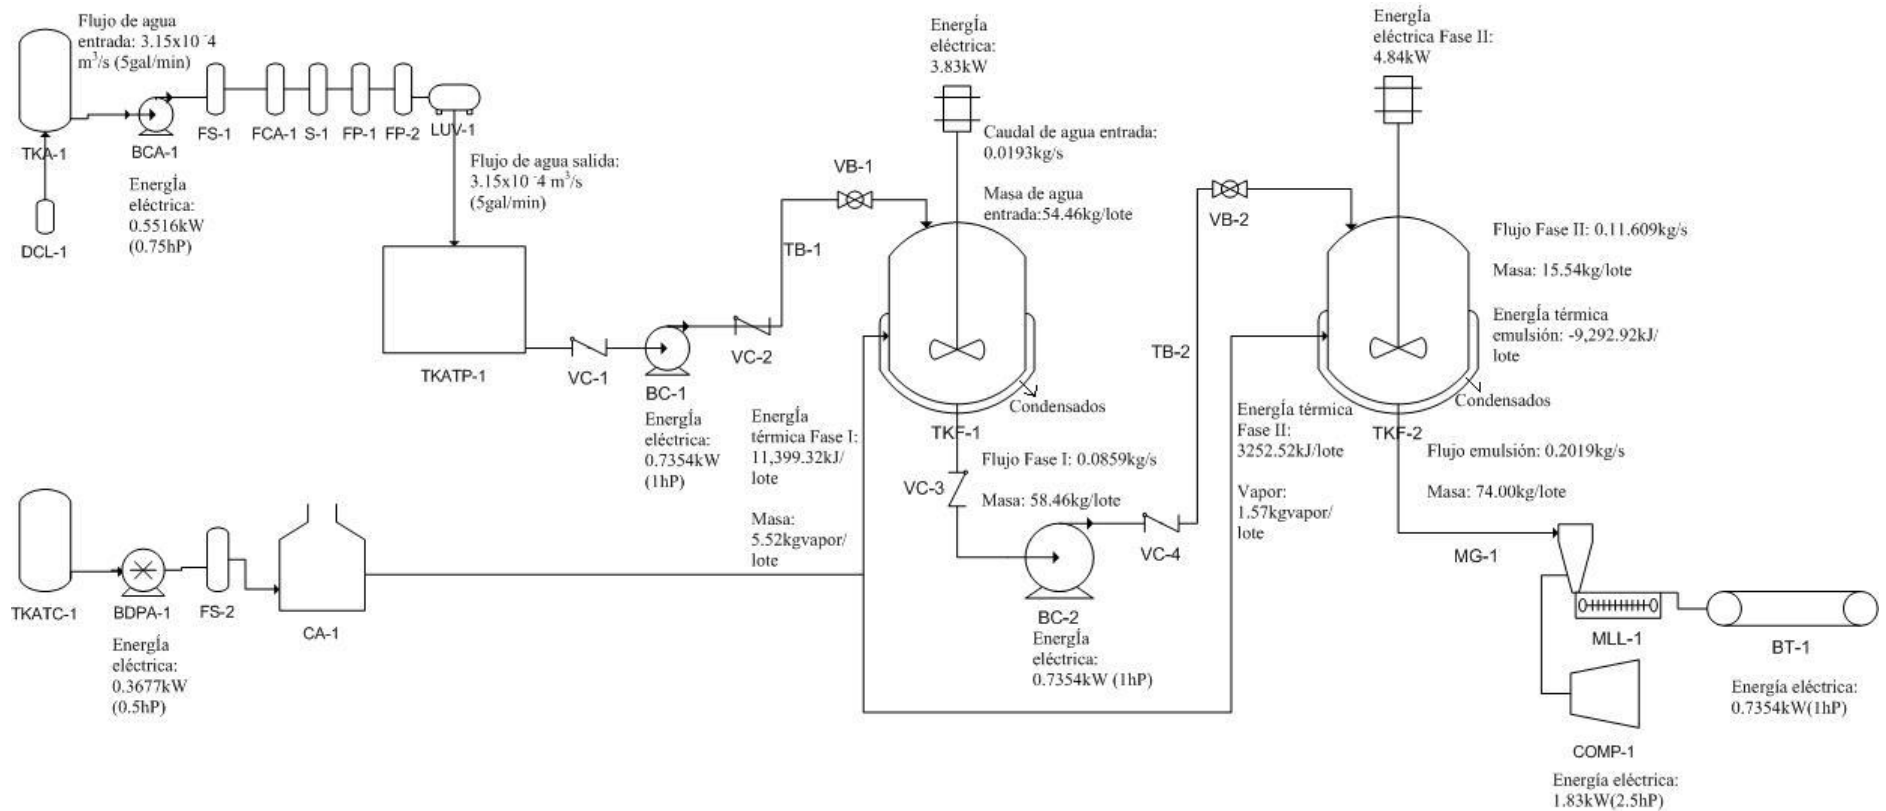 Flujo de agua
entrada: 3.15x10 -4
m3/s (5gal/min)
TKA-1
DCL-1
BCA-1
EnergÍa
eléctrica:
0.5516kW
(0.75hP)
FS-1
FCA-1
S-1
FP-1
FP-2
LUV-1
Flujo de agua salida:
3.15x10 -4 m3/s
(5gal/min)
TKATP-1
VC-1
BC-1
EnergÍa
eléctrica:
0.7354kW
(1hP)
VC-2
TB-1
VB-1
EnergÍa
eléctrica:
3.83kW
Caudal de agua entrada:
0.0193kg/s
Masa de agua
entrada:54.46kg/lote
Condensados
TKF-1
EnergÍa
térmica Fase I:
11,399.32kJ/
lote
Masa:
5.52kgvapor/
lote
Flujo Fase I: 0.0859kg/s
VC-3
Masa: 58.46kg/lote
BC-2
EnergÍa
eléctrica:
0.7354kW (1hP)
VC-4
TB-2
VB-2
EnergÍa
eléctrica Fase II:
4.84kW
Flujo Fase II: 0.11.609kg/s
Masa: 15.54kg/lote
EnergÍa térmica
emulsión: -9,292.92kJ/
lote
Condensados
TKF-2
EnergÍa térmica
Fase II:
3252.52kJ/lote
Vapor:
1.57kgvapor/
lote
Flujo emulsión: 0.2019kg/s
Masa: 74.00kg/lote
MG-1
MLL-1
BT-1
Energía eléctrica:
0.7354kW(1hP)
COMP-1
Energía eléctrica:
1.83kW(2.5hP)
TKATC-1
BDPA-1
EnergÍa
eléctrica:
0.3677kW
(0.5hP)
FS-2
CA-1